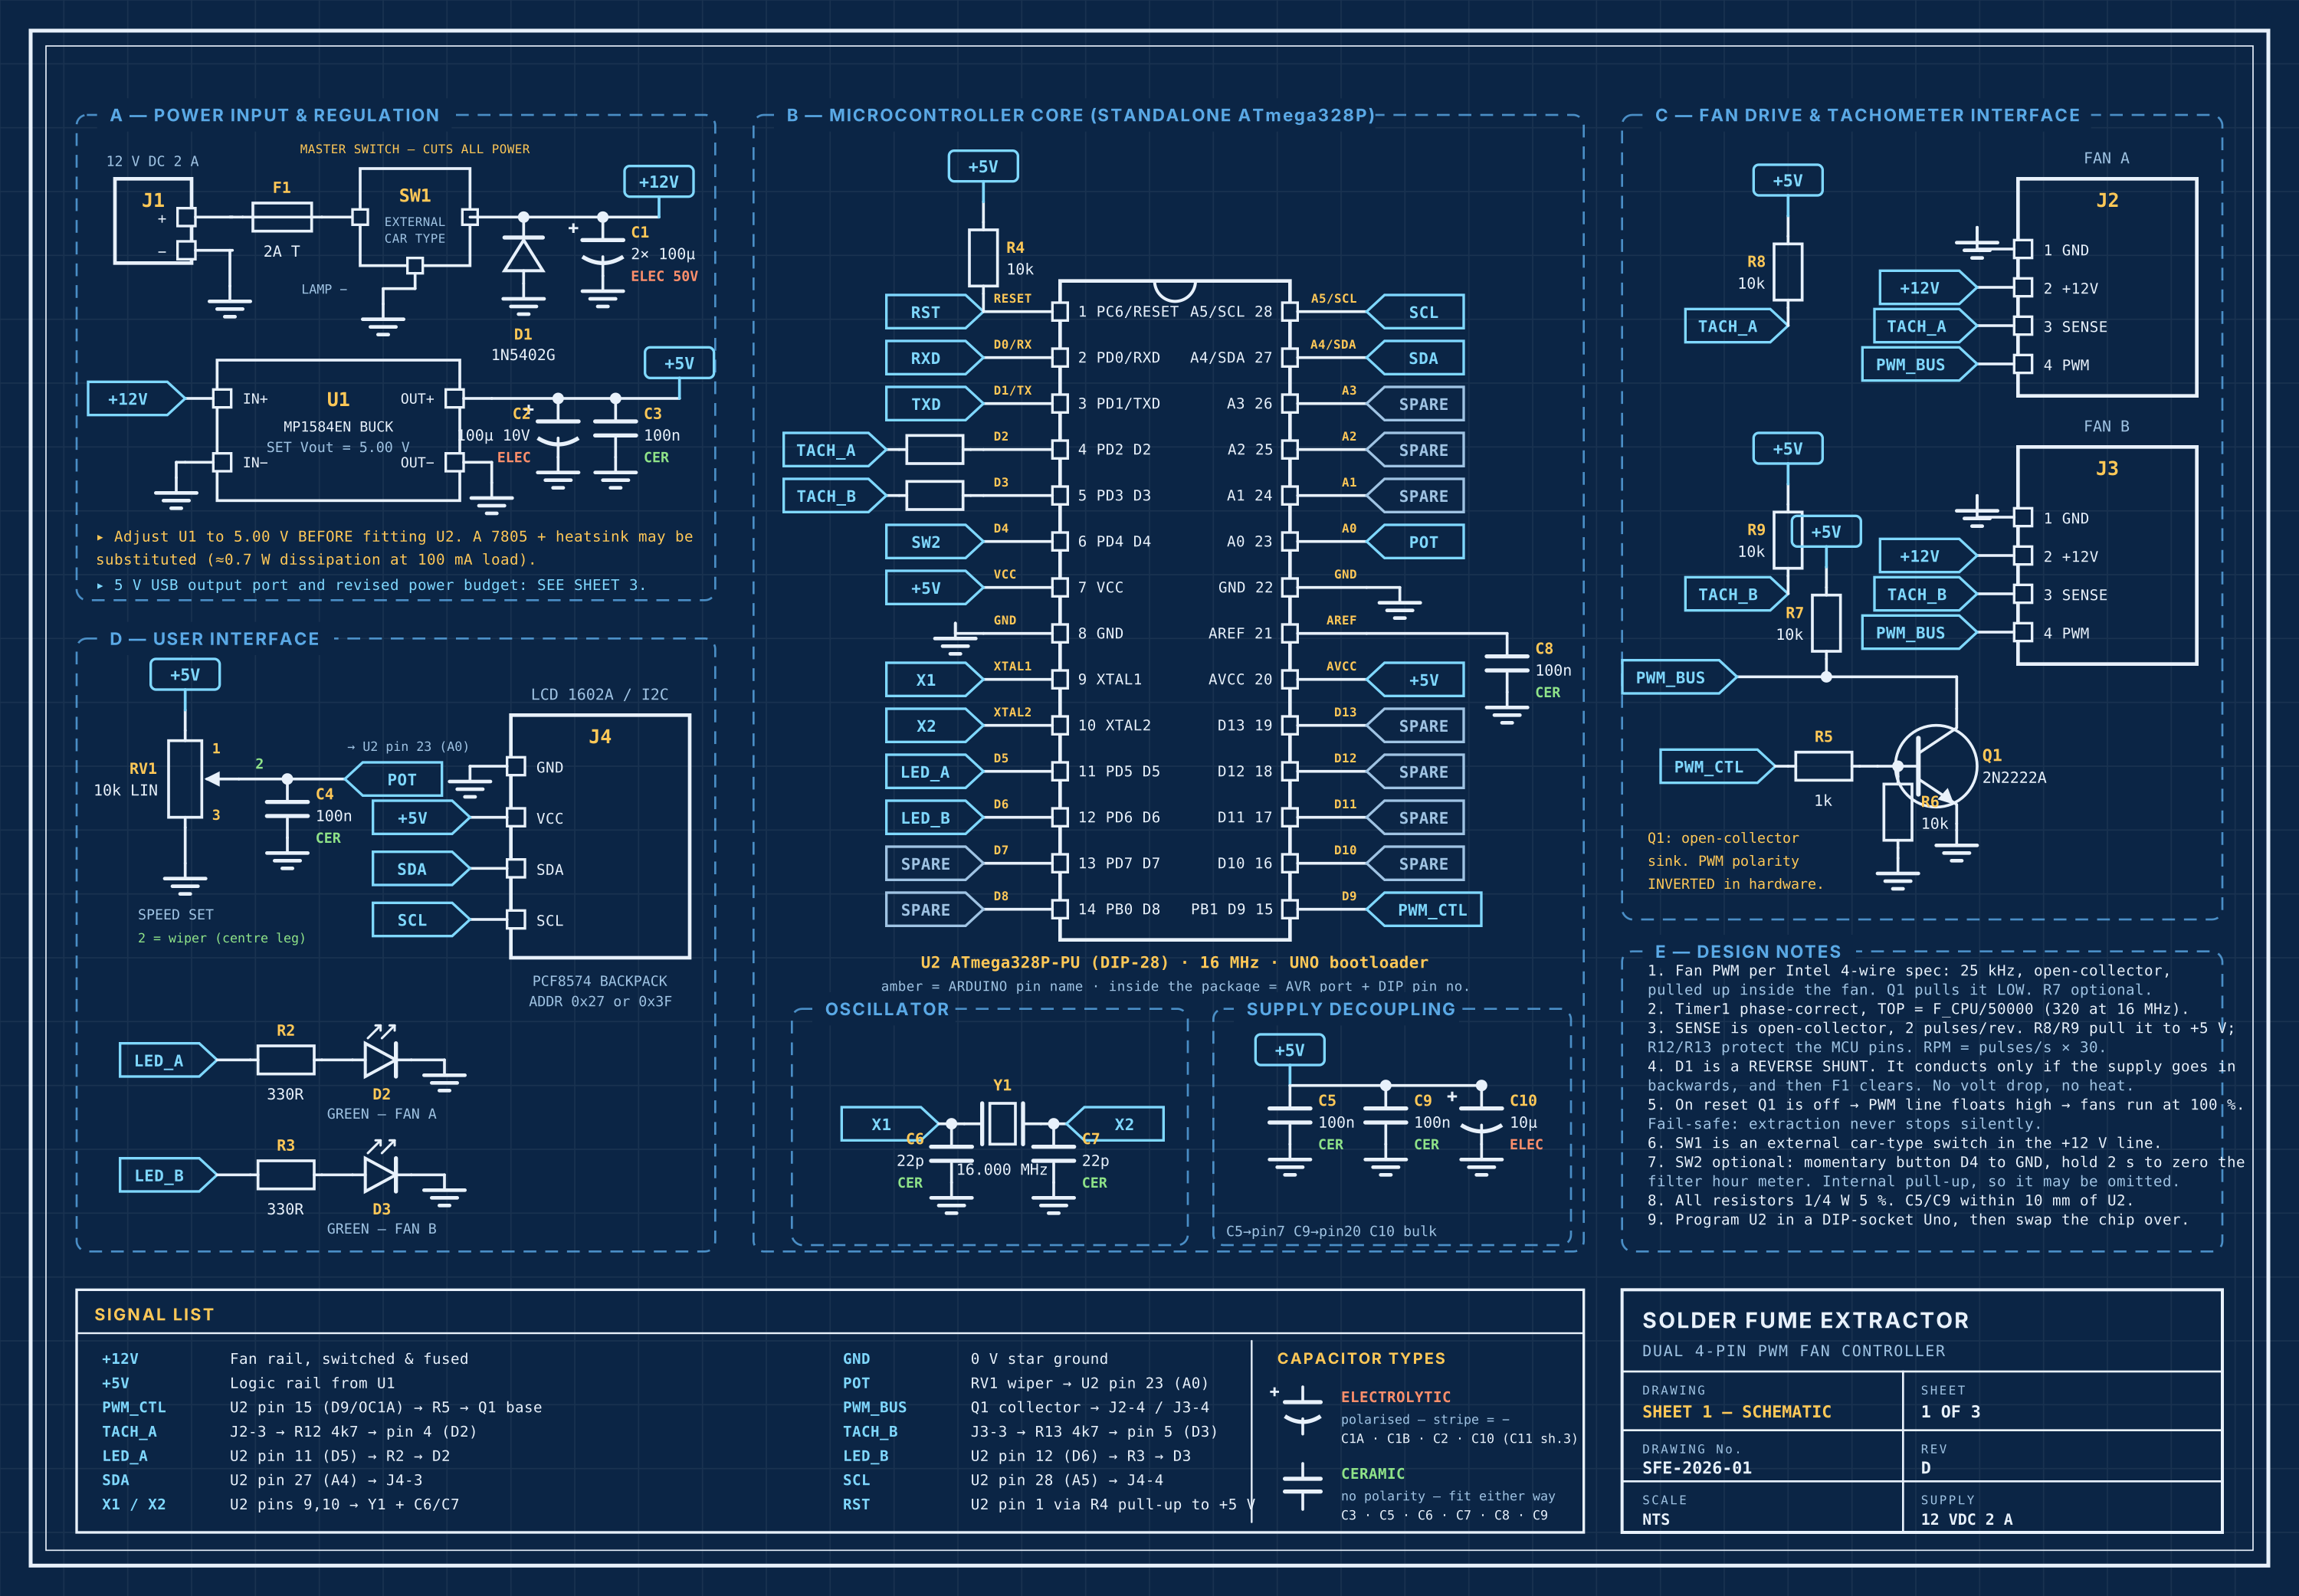 A — POWER INPUT & REGULATION
MASTER SWITCH — CUTS ALL POWER
12 V DC 2 A
J1
+
−
F1
2A T
SW1
EXTERNAL
CAR TYPE
LAMP −
+12V
+
C1
2× 100µ
ELEC 50V
D1
1N5402G
+5V
+12V
IN+
U1
OUT+
MP1584EN BUCK
SET Vout = 5.00 V
IN−
OUT−
C2
+
100µ 10V
ELEC
C3
100n
CER
▸ Adjust U1 to 5.00 V BEFORE fitting U2. A 7805 + heatsink may be
substituted (≈0.7 W dissipation at 100 mA load).
▸ 5 V USB output port and revised power budget: SEE SHEET 3.
D — USER INTERFACE
+5V
RV1
10k LIN
1
2
3
→ U2 pin 23 (A0)
POT
C4
100n
CER
SPEED SET
2 = wiper (centre leg)
LCD 1602A / I2C
J4
GND
+5V
VCC
SDA
SDA
SCL
SCL
PCF8574 BACKPACK
ADDR 0x27 or 0x3F
LED_A
R2
330R
D2
GREEN — FAN A
LED_B
R3
330R
D3
GREEN — FAN B
B — MICROCONTROLLER CORE (STANDALONE ATmega328P)
+5V
R4
10k
RST RESET 1 PC6/RESET A5/SCL 28 A5/SCL SCL
RXD D0/RX 2 PD0/RXD A4/SDA 27 A4/SDA SDA
TXD D1/TX 3 PD1/TXD A3 26 A3 SPARE
TACH_A D2 4 PD2 D2 A2 25 A2 SPARE
TACH_B D3 5 PD3 D3 A1 24 A1 SPARE
SW2 D4 6 PD4 D4 A0 23 A0 POT
+5V VCC 7 VCC GND 22 GND
GND 8 GND AREF 21 AREF
X1 XTAL1 9 XTAL1 AVCC 20 AVCC +5V
X2 XTAL2 10 XTAL2 D13 19 D13 SPARE
LED_A D5 11 PD5 D5 D12 18 D12 SPARE
LED_B D6 12 PD6 D6 D11 17 D11 SPARE
SPARE D7 13 PD7 D7 D10 16 D10 SPARE
SPARE D8 14 PB0 D8 PB1 D9 15 D9 PWM_CTL
C8
100n
CER
U2 ATmega328P-PU (DIP-28) · 16 MHz · UNO bootloader
amber = ARDUINO pin name · inside the package = AVR port + DIP pin no.
OSCILLATOR
Y1
X1
X2
C6
22p
CER
16.000 MHz
C7
22p
CER
SUPPLY DECOUPLING
+5V
C5
100n
CER
C9
100n
CER
+
C10
10µ
ELEC
C5→pin7 C9→pin20 C10 bulk
C — FAN DRIVE & TACHOMETER INTERFACE
+5V
R8
10k
TACH_A
FAN A
J2
1 GND
+12V
2 +12V
TACH_A
3 SENSE
PWM_BUS
4 PWM
+5V
R9
10k
TACH_B
+5V
R7
10k
FAN B
J3
1 GND
+12V
2 +12V
TACH_B
3 SENSE
PWM_BUS
4 PWM
PWM_BUS
PWM_CTL
R5
1k
Q1
2N2222A
R6
10k
Q1: open-collector
sink. PWM polarity
INVERTED in hardware.
E — DESIGN NOTES
1. Fan PWM per Intel 4-wire spec: 25 kHz, open-collector,
pulled up inside the fan. Q1 pulls it LOW. R7 optional.
2. Timer1 phase-correct, TOP = F_CPU/50000 (320 at 16 MHz).
3. SENSE is open-collector, 2 pulses/rev. R8/R9 pull it to +5 V;
R12/R13 protect the MCU pins. RPM = pulses/s × 30.
4. D1 is a REVERSE SHUNT. It conducts only if the supply goes in
backwards, and then F1 clears. No volt drop, no heat.
5. On reset Q1 is off → PWM line floats high → fans run at 100 %.
Fail-safe: extraction never stops silently.
6. SW1 is an external car-type switch in the +12 V line.
7. SW2 optional: momentary button D4 to GND, hold 2 s to zero the
filter hour meter. Internal pull-up, so it may be omitted.
8. All resistors 1/4 W 5 %. C5/C9 within 10 mm of U2.
9. Program U2 in a DIP-socket Uno, then swap the chip over.
SIGNAL LIST
+12V Fan rail, switched & fused
+5V Logic rail from U1
PWM_CTL U2 pin 15 (D9/OC1A) → R5 → Q1 base
TACH_A J2-3 → R12 4k7 → pin 4 (D2)
LED_A U2 pin 11 (D5) → R2 → D2
SDA U2 pin 27 (A4) → J4-3
X1 / X2 U2 pins 9,10 → Y1 + C6/C7
GND 0 V star ground
POT RV1 wiper → U2 pin 23 (A0)
PWM_BUS Q1 collector → J2-4 / J3-4
TACH_B J3-3 → R13 4k7 → pin 5 (D3)
LED_B U2 pin 12 (D6) → R3 → D3
SCL U2 pin 28 (A5) → J4-4
RST U2 pin 1 via R4 pull-up to +5 V
CAPACITOR TYPES
+
ELECTROLYTIC
polarised — stripe = −
C1A · C1B · C2 · C10 (C11 sh.3)
CERAMIC
no polarity — fit either way
C3 · C5 · C6 · C7 · C8 · C9
SOLDER FUME EXTRACTOR
DUAL 4-PIN PWM FAN CONTROLLER
DRAWING
SHEET 1 — SCHEMATIC
SHEET
1 OF 3
DRAWING No.
SFE-2026-01
REV
D
SCALE
NTS
SUPPLY
12 VDC 2 A